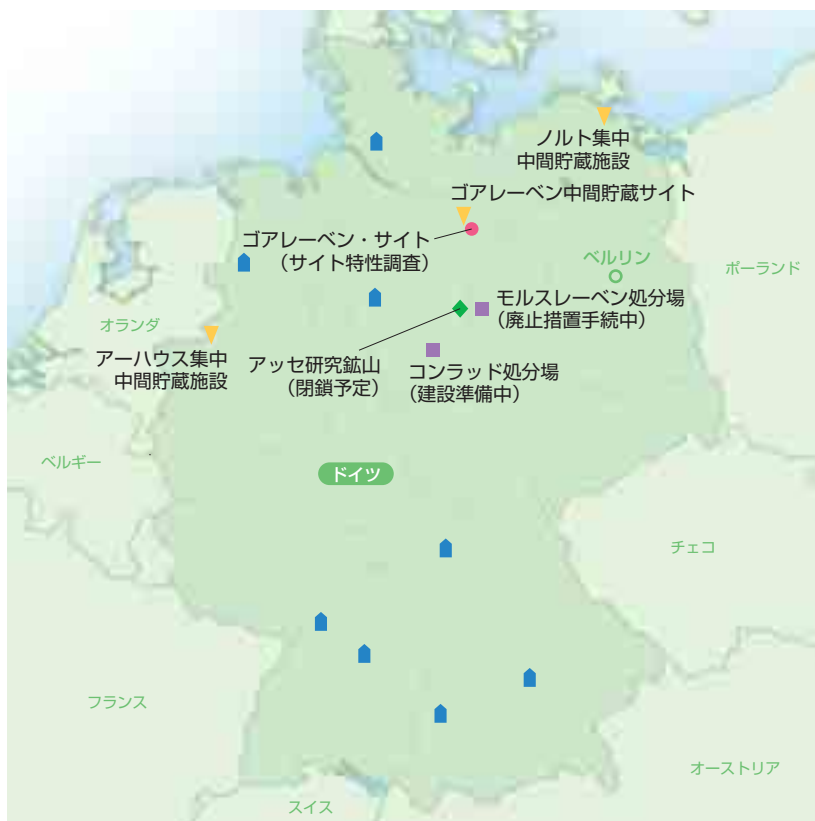 ノルト集中
中間貯蔵施設
ゴアレーベン中間貯蔵サイト
ゴアレーベン・サイト
（サイト特性調査）
ベルリン
ポーランド
モルスレーベン処分場
（廃止措置手続中）
オランダ
アーハウス集中
中間貯蔵施設
アッセ研究鉱山
（閉鎖予定）
コンラッド処分場
（建設準備中）
ベルギー
ドイツ
チェコ
フランス
オーストリア
スイス